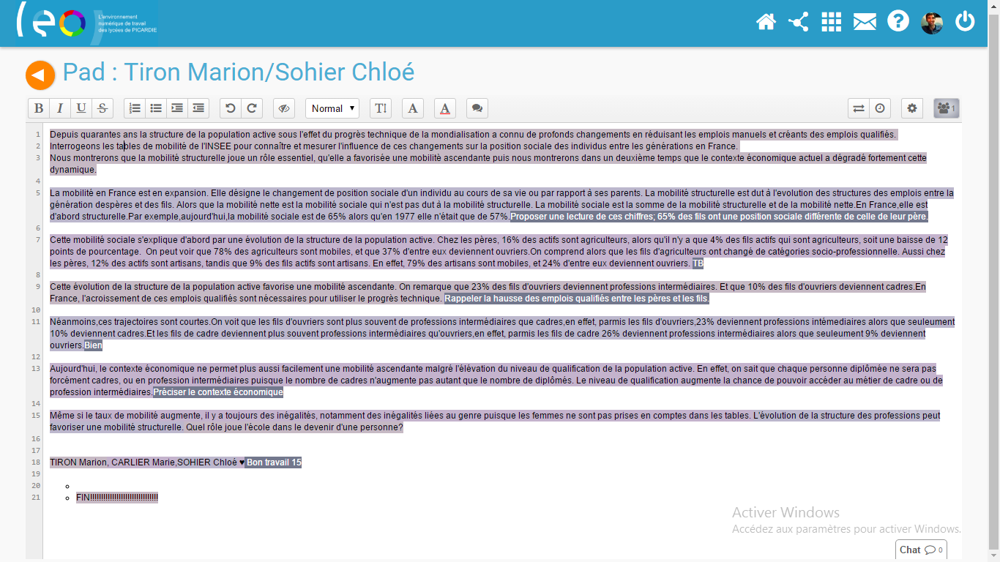 leo
L'environnement
numérique de travail
des lycées de PICARDIE
Pad : Tiron Marion/Sohier Chloé
B I U S Normal T! A A 1
1 Depuis quarantes ans la structure de la population active sous l'effet du progrès technique de la mondialisation a connu de profonds changements en réduisant les emplois manuels et créants des emplois qualifiés.
2 Interrogeons les tables de mobilité de l'INSEE pour connaître et mesurer l'influence de ces changements sur la position sociale des individus entre les générations en France.
3 Nous montrerons que la mobilité structurelle joue un rôle essentiel, qu'elle a favorisée une mobilité ascendante puis nous montrerons dans un deuxième temps que le contexte économique actuel a dégradé fortement cette
dynamique.
4
5 La mobilité en France est en expansion. Elle désigne le changement de position sociale d'un individu au cours de sa vie ou par rapport à ses parents. La mobilité structurelle est dut à l'evolution des structures des emplois entre la
génération despères et des fils. Alors que la mobilité nette est la mobilité sociale qui n'est pas dut à la mobilité structurelle. La mobilité sociale est la somme de la mobilité structurelle et de la mobilité nette.En France,elle est
d'abord structurelle.Par exemple,aujourd'hui,la mobilité sociale est de 65% alors qu'en 1977 elle n'était que de 57%.Proposer une lecture de ces chiffres; 65% des fils ont une position sociale différente de celle de leur père.
6
7 Cette mobilité sociale s'explique d'abord par une évolution de la structure de la population active. Chez les pères, 16% des actifs sont agriculteurs, alors qu'il n'y a que 4% des fils actifs qui sont agriculteurs, soit une baisse de 12
points de pourcentage. On peut voir que 78% des agriculteurs sont mobiles, et que 37% d'entre eux deviennent ouvriers.On comprend alors que les fils d'agriculteurs ont changé de catégories socio-professionnelle. Aussi chez
les pères, 12% des actifs sont artisans, tandis que 9% des fils actifs sont artisans. En effet, 79% des artisans sont mobiles, et 24% d'entre eux deviennent ouvriers. TB
8
9 Cette évolution de la structure de la population active favorise une mobilité ascendante. On remarque que 23% des fils d'ouvriers deviennent professions intermédiaires. Et que 10% des fils d'ouvriers deviennent cadres.En
France, l'acroissement de ces emplois qualifiés sont nécessaires pour utiliser le progrès technique. Rappeler la hausse des emplois qualifiés entre les pères et les fils.
10
11 Néanmoins,ces trajectoires sont courtes.On voit que les fils d'ouvriers sont plus souvent de professions intermédiaires que cadres,en effet, parmis les fils d'ouvriers,23% deviennent professions intémediaires alors que seuleument
10% deviennent cadres.Et les fils de cadre deviennent plus souvent professions intermédiaires qu'ouvriers,en effet, parmis les fils de cadre 26% deviennent professions intermédiaires alors que seuleument 9% deviennent
ouvriers.Bien
12
13 Aujourd'hui, le contexte économique ne permet plus aussi facilement une mobilité ascendante malgré l'élévation du niveau de qualification de la population active. En effet, on sait que chaque personne diplômée ne sera pas
forcément cadres, ou en profession intermédiaires puisque le nombre de cadres n'augmente pas autant que le nombre de diplômés. Le niveau de qualification augmente la chance de pouvoir accéder au métier de cadre ou de
profession intermédiaires.Préciser le contexte économique
14
15 Même si le taux de mobilité augmente, il y a toujours des inégalités, notamment des inégalités liées au genre puisque les femmes ne sont pas prises en comptes dans les tables. L'évolution de la structure des professions peut
favoriser une mobilité structurelle. Quel rôle joue l'école dans le devenir d'une personne?
16
17
18 TIRON Marion, CARLIER Marie,SOHIER Chloé ♥ Bon travail 15
19
20
21 FIN!!!!!!!!!!!!!!!!!!!!!!!!!!!!!!!
Activer Windows
Accédez aux paramètres pour activer Windows.
Chat 0